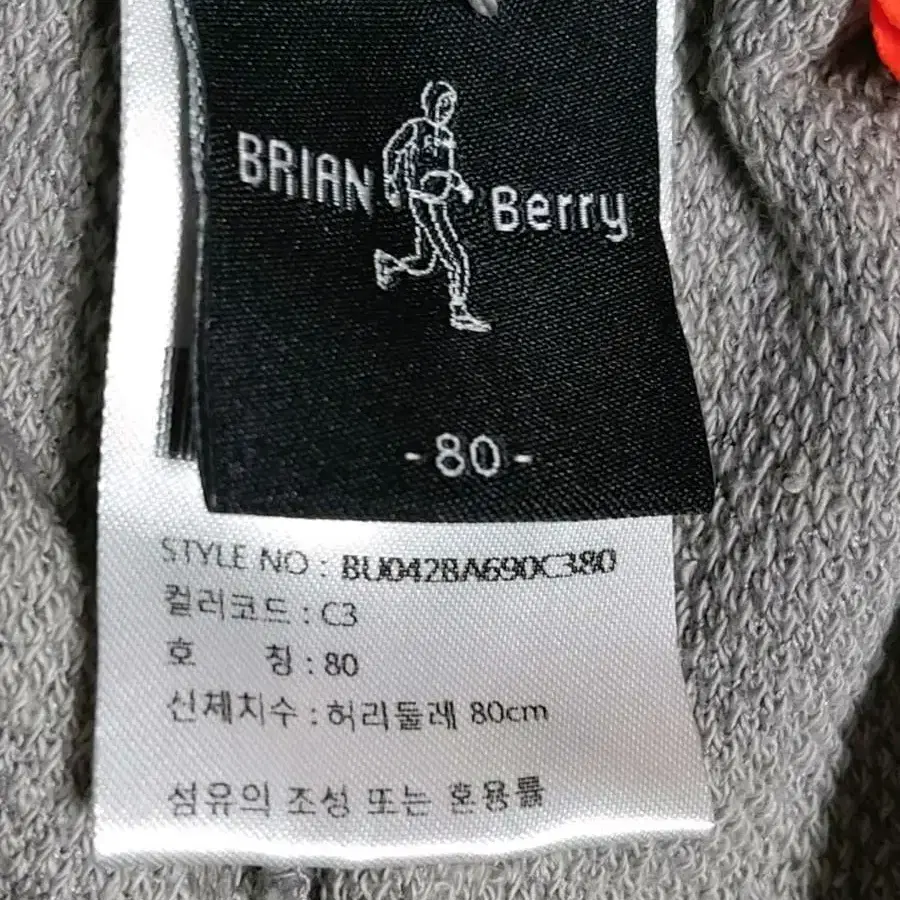 BRIAN Berry
- 80 -
STYLE NO : BU042BA690C380
컬러코드 : C3
호 칭 : 80
신체치수 : 허리둘레 80cm
섬유의 조성 또는 혼용률